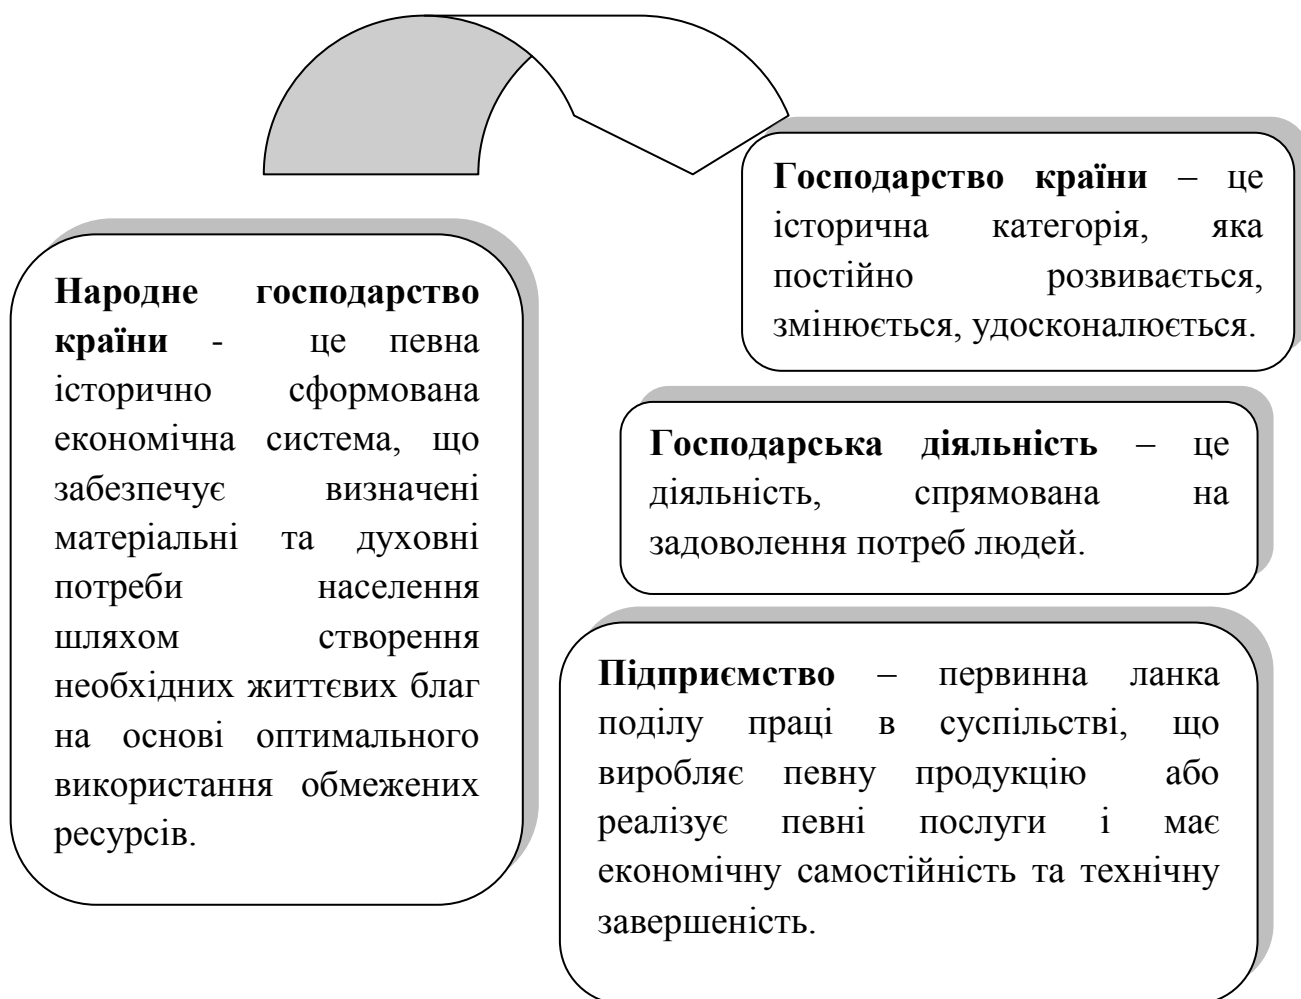 Народне господарство
країни - це певна
історично сформована
економічна система, що
забезпечує визначені
матеріальні та духовні
потреби населення
шляхом створення
необхідних життєвих благ
на основі оптимального
використання обмежених
ресурсів.
Господарство країни – це
історична категорія, яка
постійно розвивається,
змінюється, удосконалюється.
Господарська діяльність – це
діяльність, спрямована на
задоволення потреб людей.
Підприємство – первинна ланка
поділу праці в суспільстві, що
виробляє певну продукцію або
реалізує певні послуги і має
економічну самостійність та технічну
завершеність.